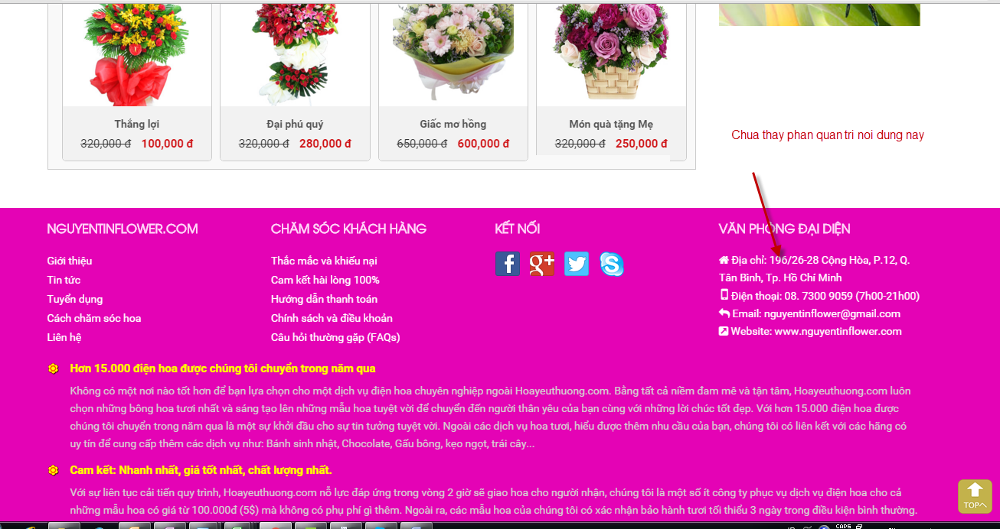 Thắng lợi
320,000 đ 100,000 đ
Đại phú quý
320,000 đ 280,000 đ
Giấc mơ hồng
650,000 đ 600,000 đ
Món quà tặng Mẹ
320,000 đ 250,000 đ
Chua thay phan quan tri noi dung nay
NGUYENTINFLOWER.COM
Giới thiệu
Tin tức
Tuyển dụng
Cách chăm sóc hoa
Liên hệ
CHĂM SÓC KHÁCH HÀNG
Thắc mắc và khiếu nại
Cam kết hài lòng 100%
Hướng dẫn thanh toán
Chính sách và điều khoản
Câu hỏi thường gặp (FAQs)
KẾT NỐI
VĂN PHÒNG ĐẠI DIỆN
Địa chỉ: 196/26-28 Cộng Hòa, P.12, Q.
Tân Bình, Tp. Hồ Chí Minh
Điện thoại: 08. 7300 9059 (7h00-21h00)
Email: nguyentinflower@gmail.com
Website: www.nguyentinflower.com
Hơn 15.000 điện hoa được chúng tôi chuyển trong năm qua
Không có một nơi nào tốt hơn để bạn lựa chọn cho một dịch vụ điện hoa chuyên nghiệp ngoài Hoayeuthuong.com. Bằng tất cả niềm đam mê và tận tâm, Hoayeuthuong.com luôn
chọn những bông hoa tươi nhất và sáng tạo lên những mẫu hoa tuyệt vời để chuyển đến người thân yêu của bạn cùng với những lời chúc tốt đẹp. Với hơn 15.000 điện hoa được
chúng tôi chuyển trong năm qua là một sự khởi đầu cho sự tin tưởng tuyệt vời. Ngoài các dịch vụ hoa tươi, hiểu được thêm nhu cầu của bạn, chúng tôi có liên kết với các hãng có
uy tín để cung cấp thêm các dịch vụ như: Bánh sinh nhật, Chocolate, Gấu bông, kẹo ngọt, trái cây...
Cam kết: Nhanh nhất, giá tốt nhất, chất lượng nhất.
Với sự liên tục cải tiến quy trình, Hoayeuthuong.com nỗ lực đáp ứng trong vòng 2 giờ sẽ giao hoa cho người nhận, chúng tôi là một số ít công ty phục vụ dịch vụ điện hoa cho cả
những mẫu hoa có giá từ 100.000đ (5$) mà không có phụ phí gì thêm. Ngoài ra, các mẫu hoa của chúng tôi có xác nhận bảo hành tươi tối thiểu 3 ngày trong điều kiện bình thường.
TOP
CAPS